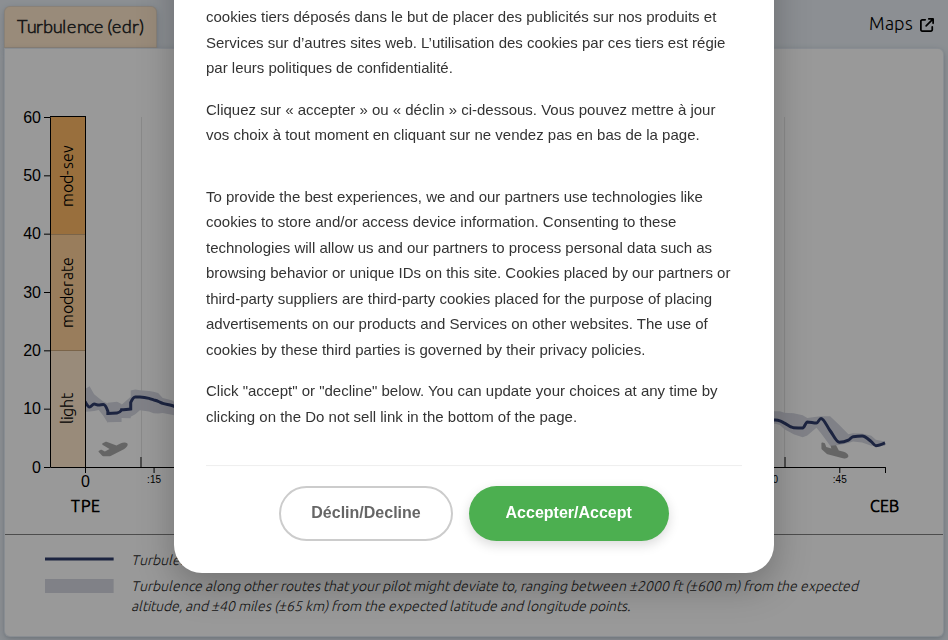 Turbulence (edr)
Maps
cookies tiers déposés dans le but de placer des publicités sur nos produits et
Services sur d'autres sites web. L'utilisation des cookies par ces tiers est régie
par leurs politiques de confidentialité.
Cliquez sur « accepter » ou « déclin » ci-dessous. Vous pouvez mettre à jour
vos choix à tout moment en cliquant sur ne vendez pas en bas de la page.
To provide the best experiences, we and our partners use technologies like
cookies to store and/or access device information. Consenting to these
technologies will allow us and our partners to process personal data such as
browsing behavior or unique IDs on this site. Cookies placed by our partners or
third-party suppliers are third-party cookies placed for the purpose of placing
advertisements on our products and Services on other websites. The use of
cookies by these third parties is governed by their privacy policies.
Click "accept" or "decline" below. You can update your choices at any time by
clicking on the Do not sell link in the bottom of the page.
Déclin/Decline
Accepter/Accept
60
50
40
30
20
10
0
mod-sev
moderate
light
0
:15
:45
TPE
CEB
Turbulence along other routes that your pilot might deviate to, ranging between ±2000 ft (±600 m) from the expected
altitude, and ±40 miles (±65 km) from the expected latitude and longitude points.